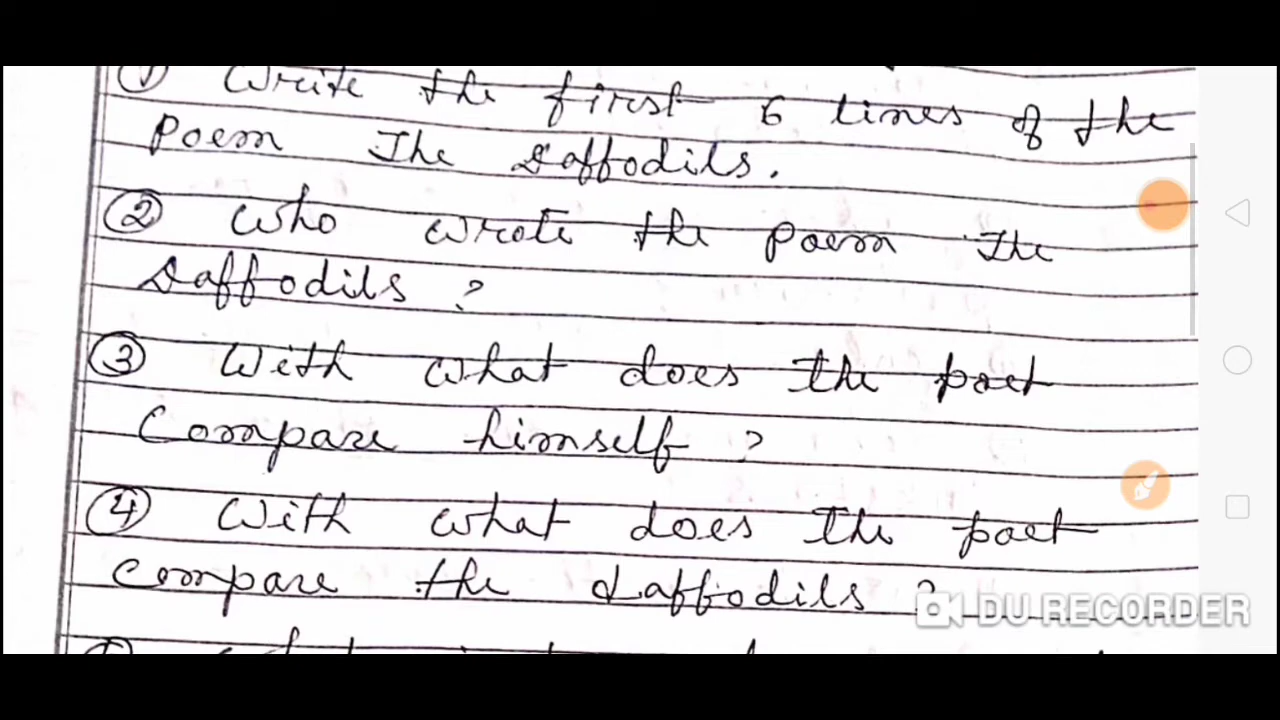 ① Write the first 6 lines of the
Poem The Daffodils.
② Who wrote the poem The
Daffodils ?
③ With what does the poet
Compare himself ?
④ With what does the poet
Compare the daffodils ?
DU RECORDER